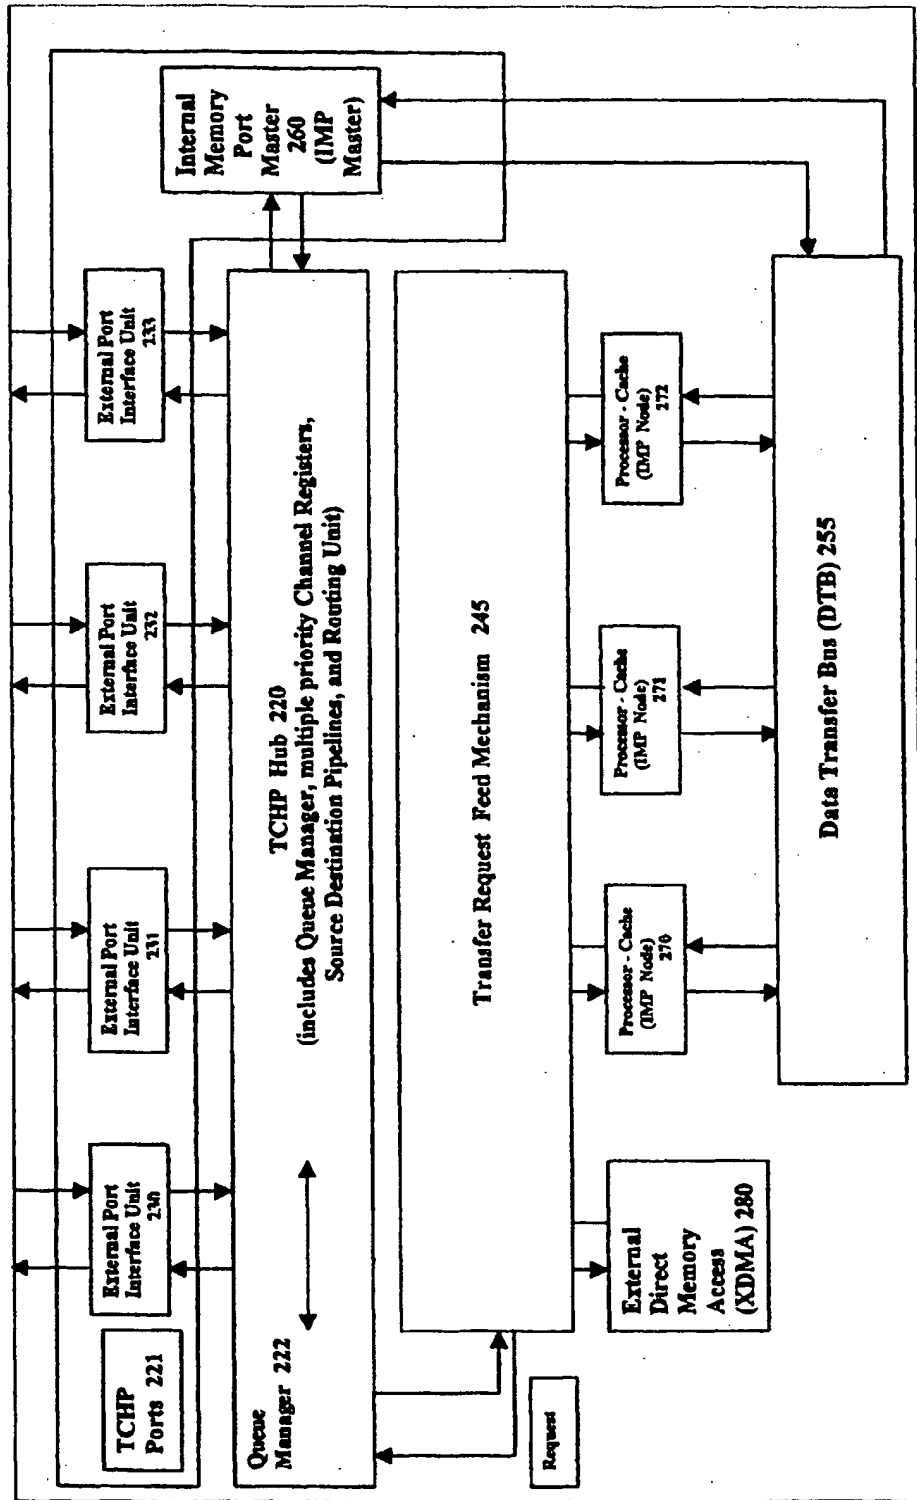 TCHP
Ports 221
External Port
Interface Unit
230
External Port
Interface Unit
231
External Port
Interface Unit
232
External Port
Interface Unit
233
Internal
Memory
Port
Master
260
(IMP
Master)
Queue
Manager 222
TCHP Hub 220
(includes Queue Manager, multiple priority Channel Registers,
Source Destination Pipelines, and Routing Unit)
Transfer Request Feed Mechanism 245
Request
External
Direct
Memory
Access
(XDMA) 280
Processor - Cache
(IMP Node)
270
Processor - Cache
(IMP Node)
271
Processor - Cache
(IMP Node)
272
Data Transfer Bus (DTB) 255